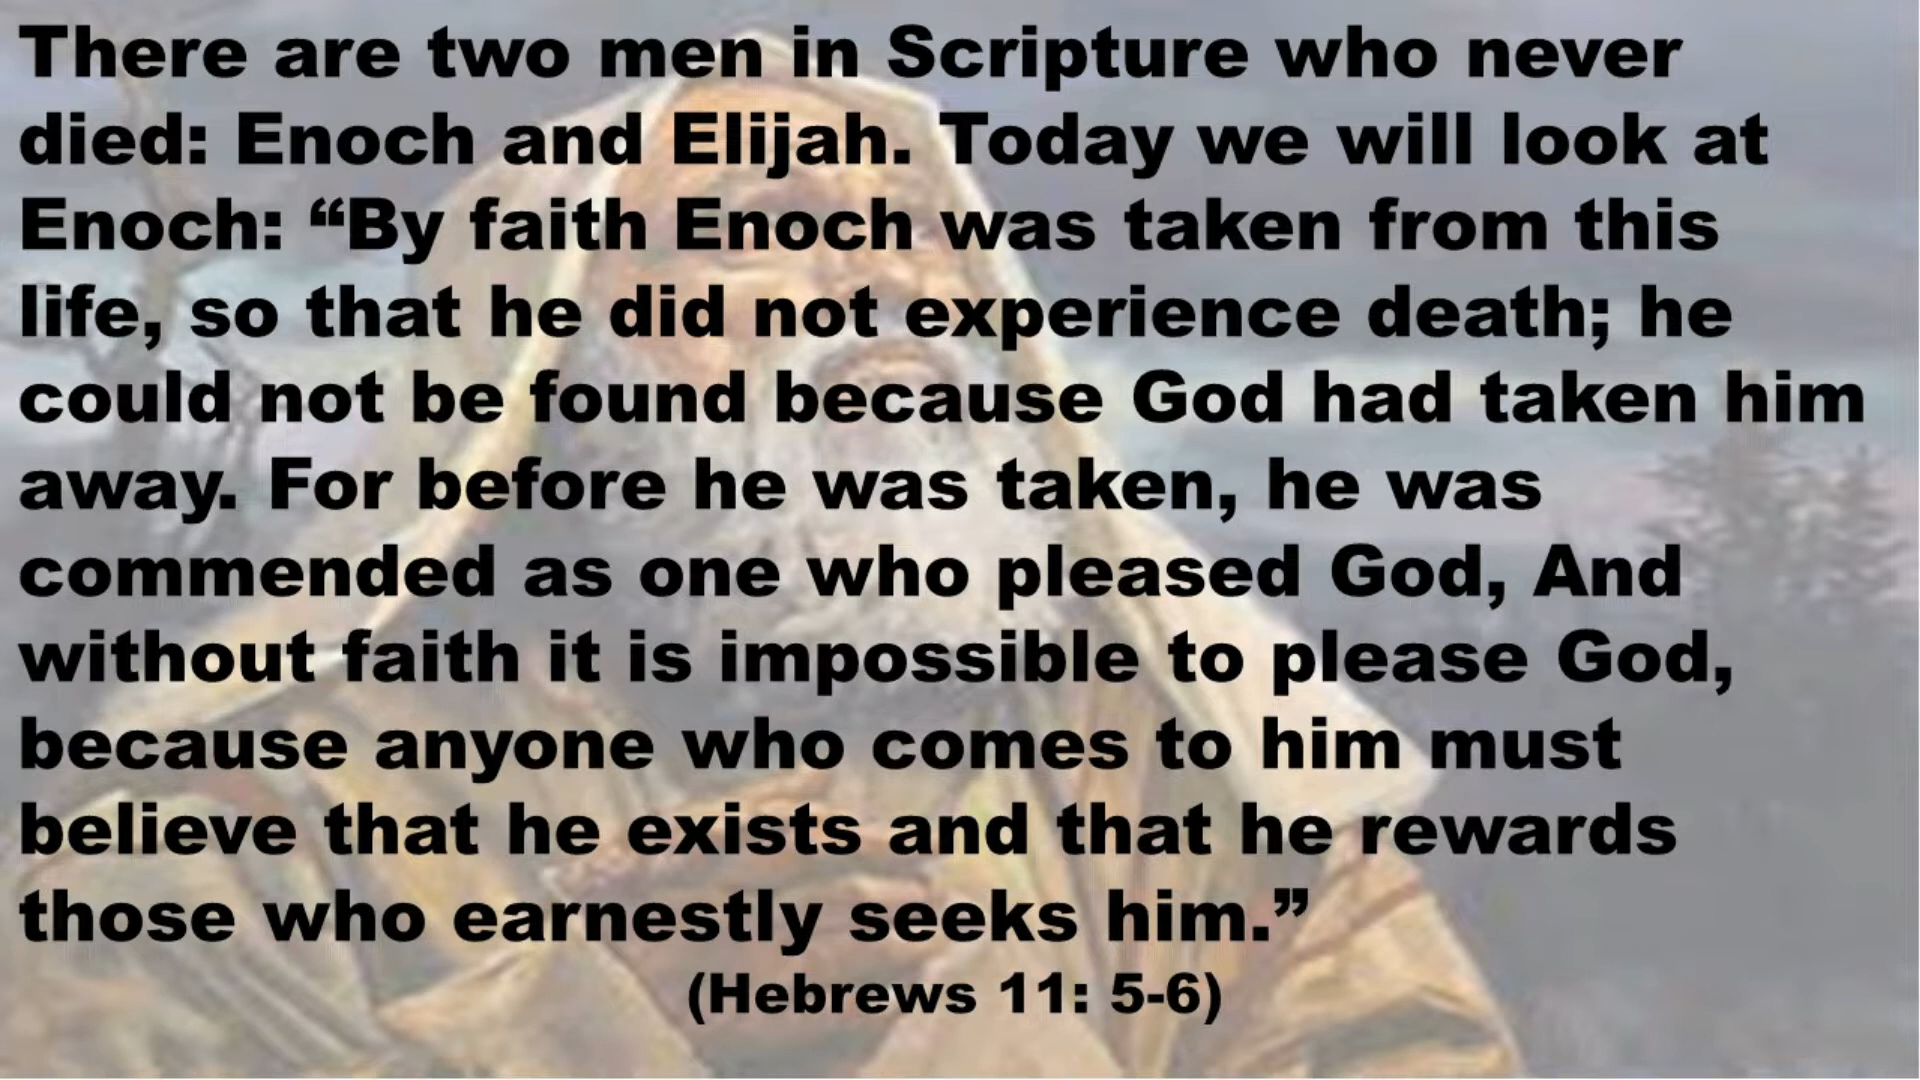 There are two men in Scripture who never
died: Enoch and Elijah. Today we will look at
Enoch: “By faith Enoch was taken from this
life, so that he did not experience death; he
could not be found because God had taken him
away. For before he was taken, he was
commended as one who pleased God, And
without faith it is impossible to please God,
because anyone who comes to him must
believe that he exists and that he rewards
those who earnestly seeks him.”
(Hebrews 11: 5-6)